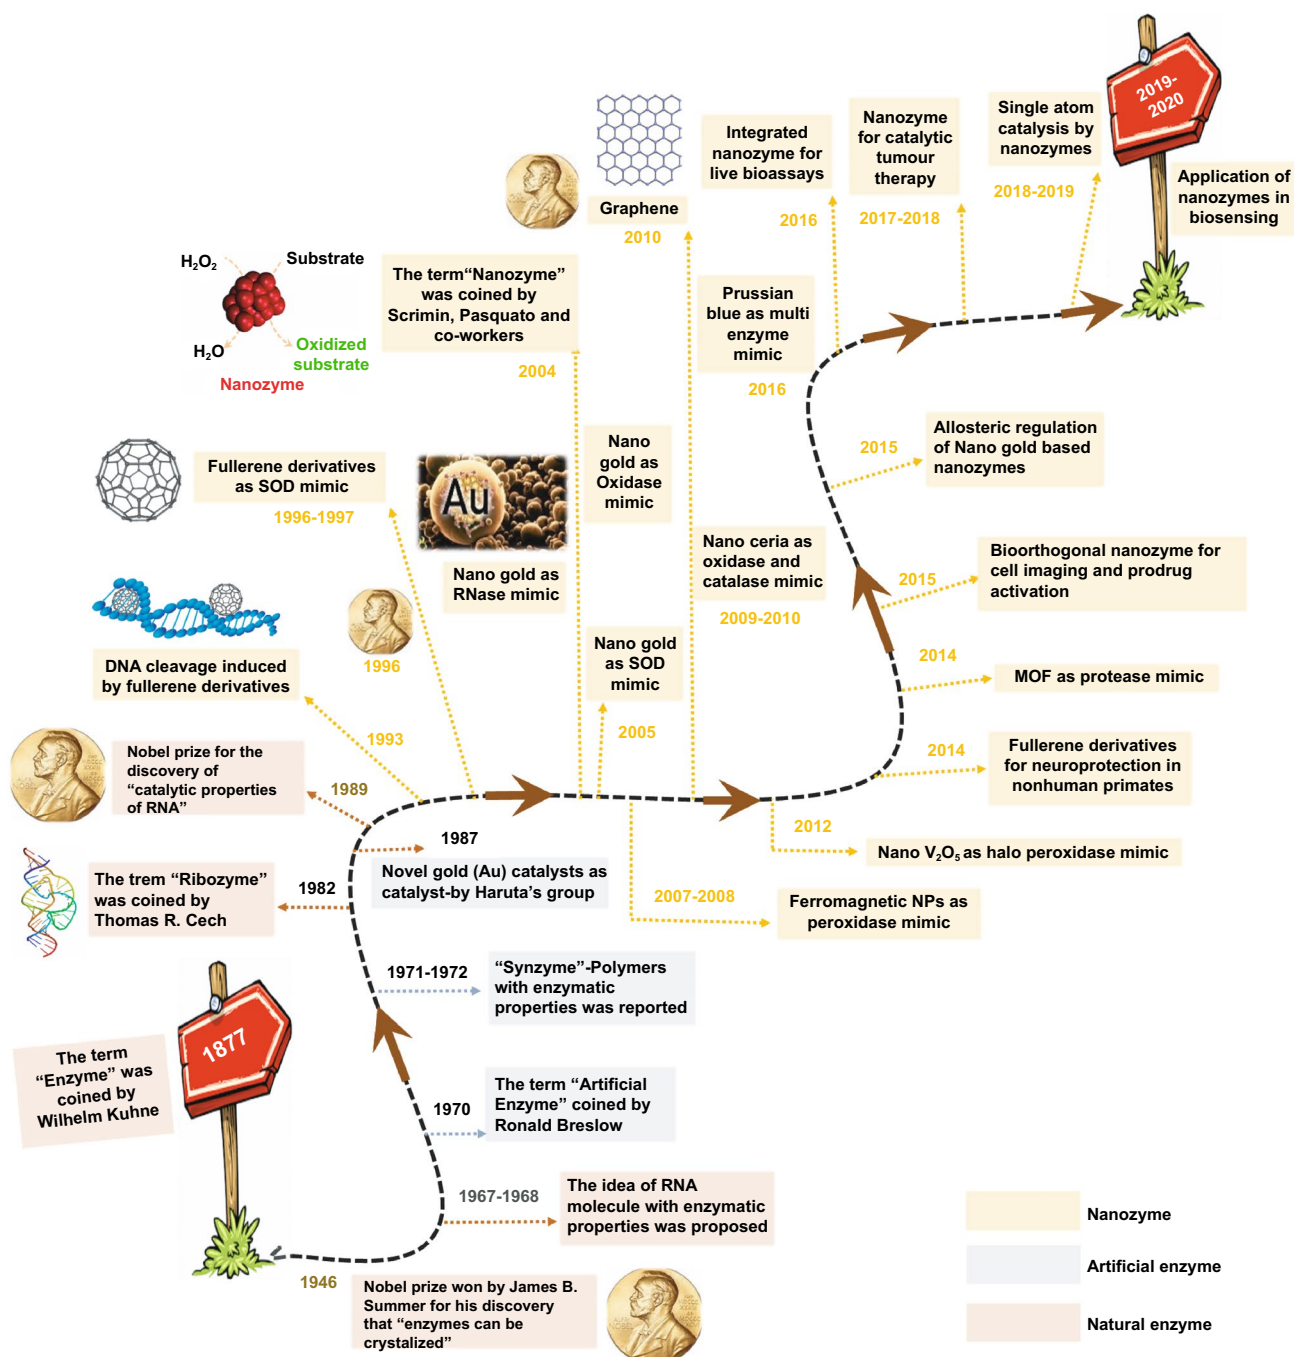 2019-
2020
Application of
nanozymes in
biosensing
Single atom
catalysis by
nanozymes
2018-2019
Nanozyme
for catalytic
tumour
therapy
2017-2018
Integrated
nanozyme for
live bioassays
2016
Graphene
2010
Prussian
blue as multi
enzyme
mimic
2016
H₂O₂
Substrate
H₂O
Oxidized
substrate
Nanozyme
The term“Nanozyme”
was coined by
Scrimin, Pasquato and
co-workers
2004
Allosteric regulation
of Nano gold based
nanozymes
2015
Nano
gold as
Oxidase
mimic
Fullerene derivatives
as SOD mimic
1996-1997
Au
Nano gold as
RNase mimic
Nano ceria as
oxidase and
catalase mimic
2009-2010
2015
Bioorthogonal nanozyme for
cell imaging and prodrug
activation
1996
DNA cleavage induced
by fullerene derivatives
1993
Nano gold
as SOD
mimic
2005
2014
MOF as protease mimic
2014
Fullerene derivatives
for neuroprotection in
nonhuman primates
Nobel prize for the
discovery of
“catalytic properties
of RNA”
1989
2012
Nano V₂O₅ as halo peroxidase mimic
1987
Novel gold (Au) catalysts as
catalyst-by Haruta’s group
2007-2008
Ferromagnetic NPs as
peroxidase mimic
The trem “Ribozyme”
was coined by
Thomas R. Cech
1982
1971-1972
“Synzyme”-Polymers
with enzymatic
properties was reported
1877
The term
“Enzyme” was
coined by
Wilhelm Kuhne
1970
The term “Artificial
Enzyme” coined by
Ronald Breslow
1967-1968
The idea of RNA
molecule with enzymatic
properties was proposed
1946
Nobel prize won by James B.
Summer for his discovery
that “enzymes can be
crystalized”
Nanozyme
Artificial enzyme
Natural enzyme